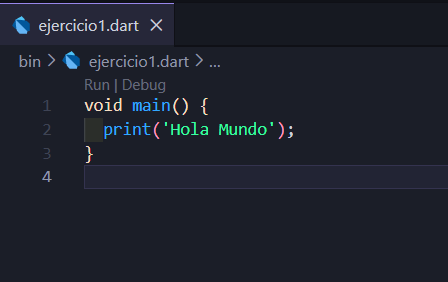 ejercicio1.dart
bin > ejercicio1.dart > ...
Run | Debug
1 void main() {
2   print('Hola Mundo');
3 }
4